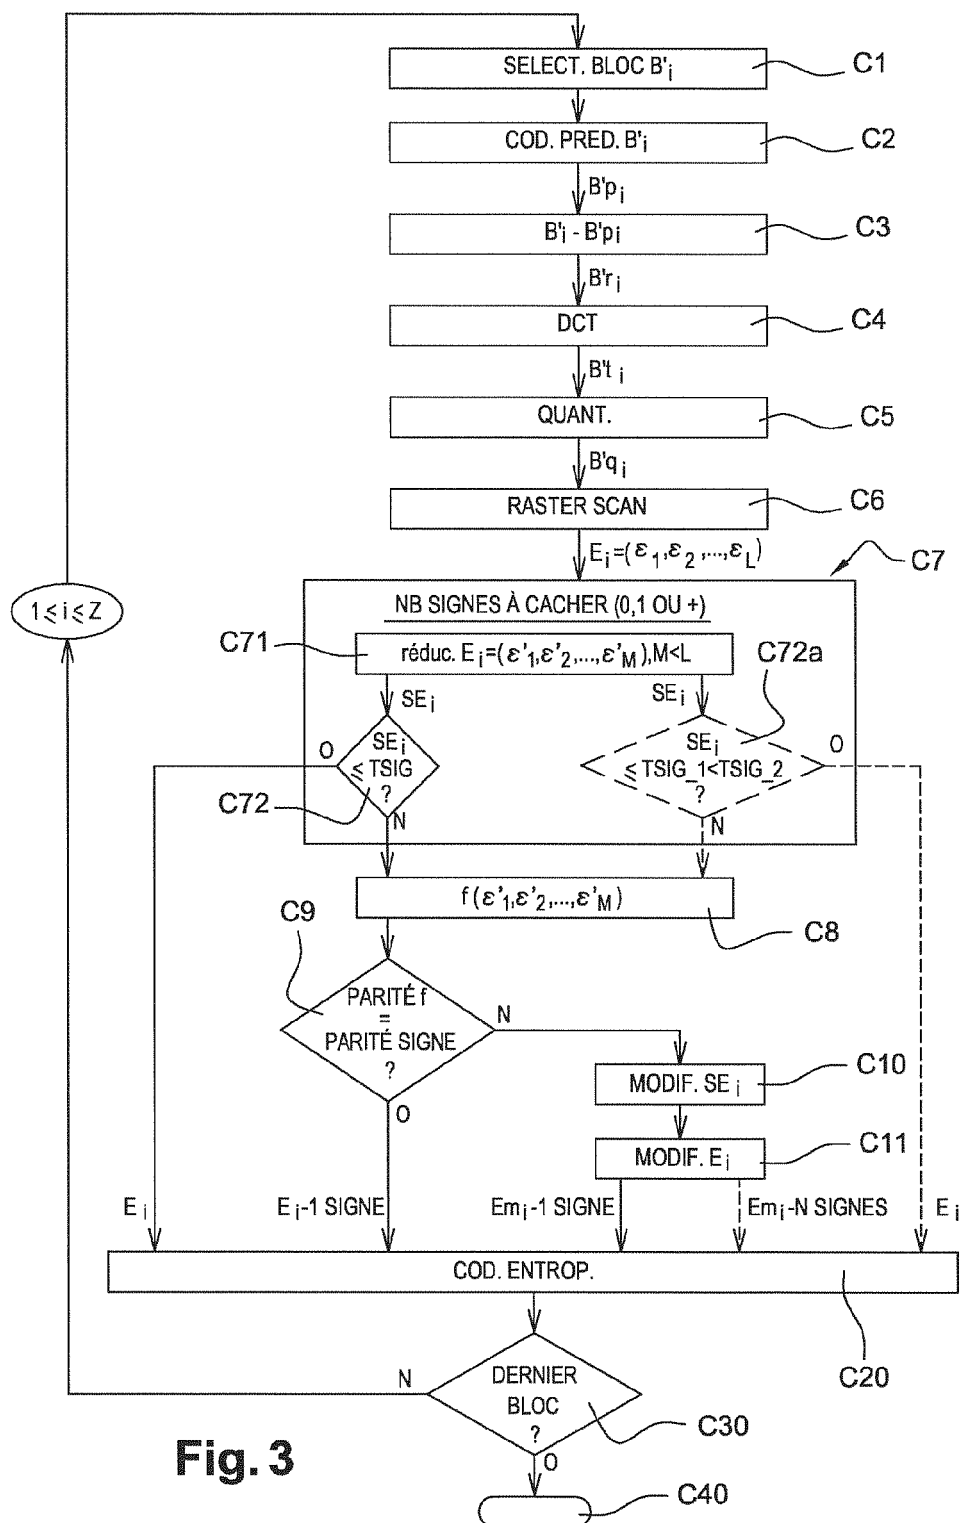 SELECT. BLOC B'i
C1
COD. PRED. B'i
C2
B'pi
B'i - B'pi
C3
B'ri
DCT
C4
B'ti
QUANT.
C5
B'qi
RASTER SCAN
C6
Ei=(ε1,ε2,...,εL)
C7
1≤i≤Z
NB SIGNES À CACHER (0,1 OU +)
C71
réduc. Ei=(ε'1,ε'2,...,ε'M),M<L
C72a
SEi
SEi
O
SEi
≤ TSIG
?
C72
N
SEi
≤ TSIG_1<TSIG_2
?
O
N
f(ε'1,ε'2,...,ε'M)
C8
C9
PARITÉ f
=
PARITÉ SIGNE
?
N
O
MODIF. SEi
C10
MODIF. Ei
C11
Ei
Ei-1 SIGNE
Emi-1 SIGNE
Emi-N SIGNES
Ei
COD. ENTROP.
C20
N
DERNIER
BLOC
?
C30
O
C40
Fig. 3